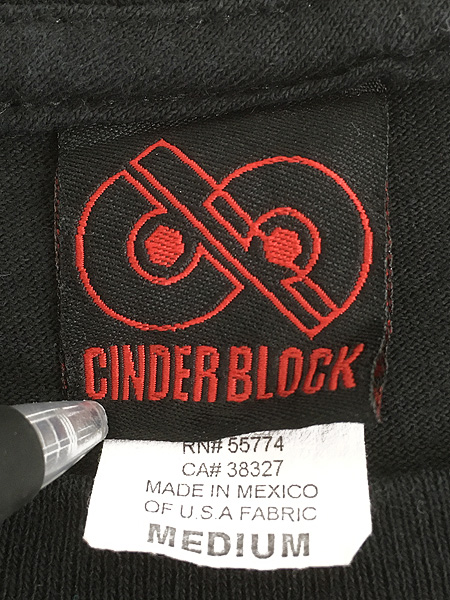 CINDER BLOCK
RN# 55774
CA# 38327
MADE IN MEXICO
OF U.S.A FABRIC
MEDIUM